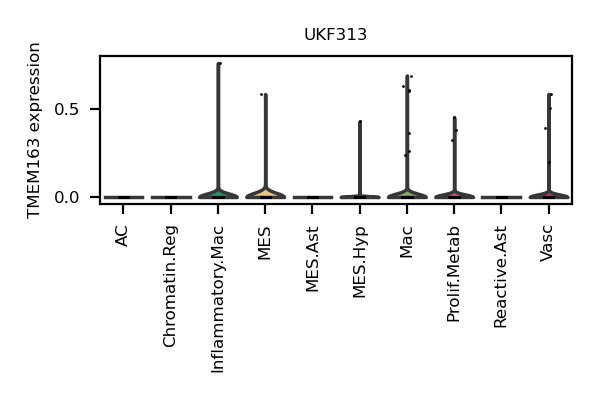 UKF313
TMEM163 expression
0.5
0.0
AC
Chromatin.Reg
Inflammatory.Mac
MES
MES.Ast
MES.Hyp
Mac
Prolif.Metab
Reactive.Ast
Vasc